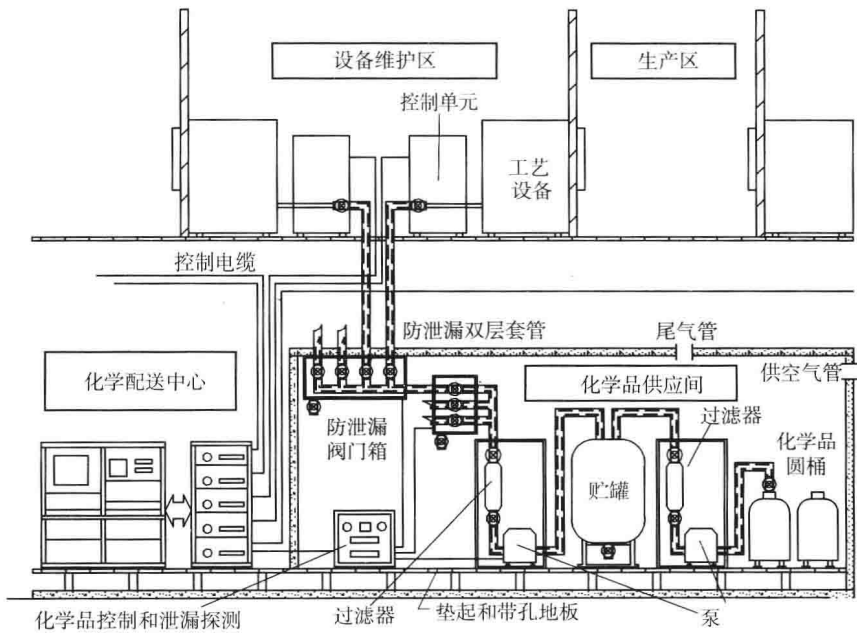 设备维护区
生产区
控制单元
工艺
设备
控制电缆
防泄漏双层套管
尾气管
化学配送中心
化学品供应间
供空气管
防泄漏
阀门箱
过滤器
化学品
圆桶
贮罐
化学品控制和泄漏探测
过滤器
垫起和带孔地板
泵